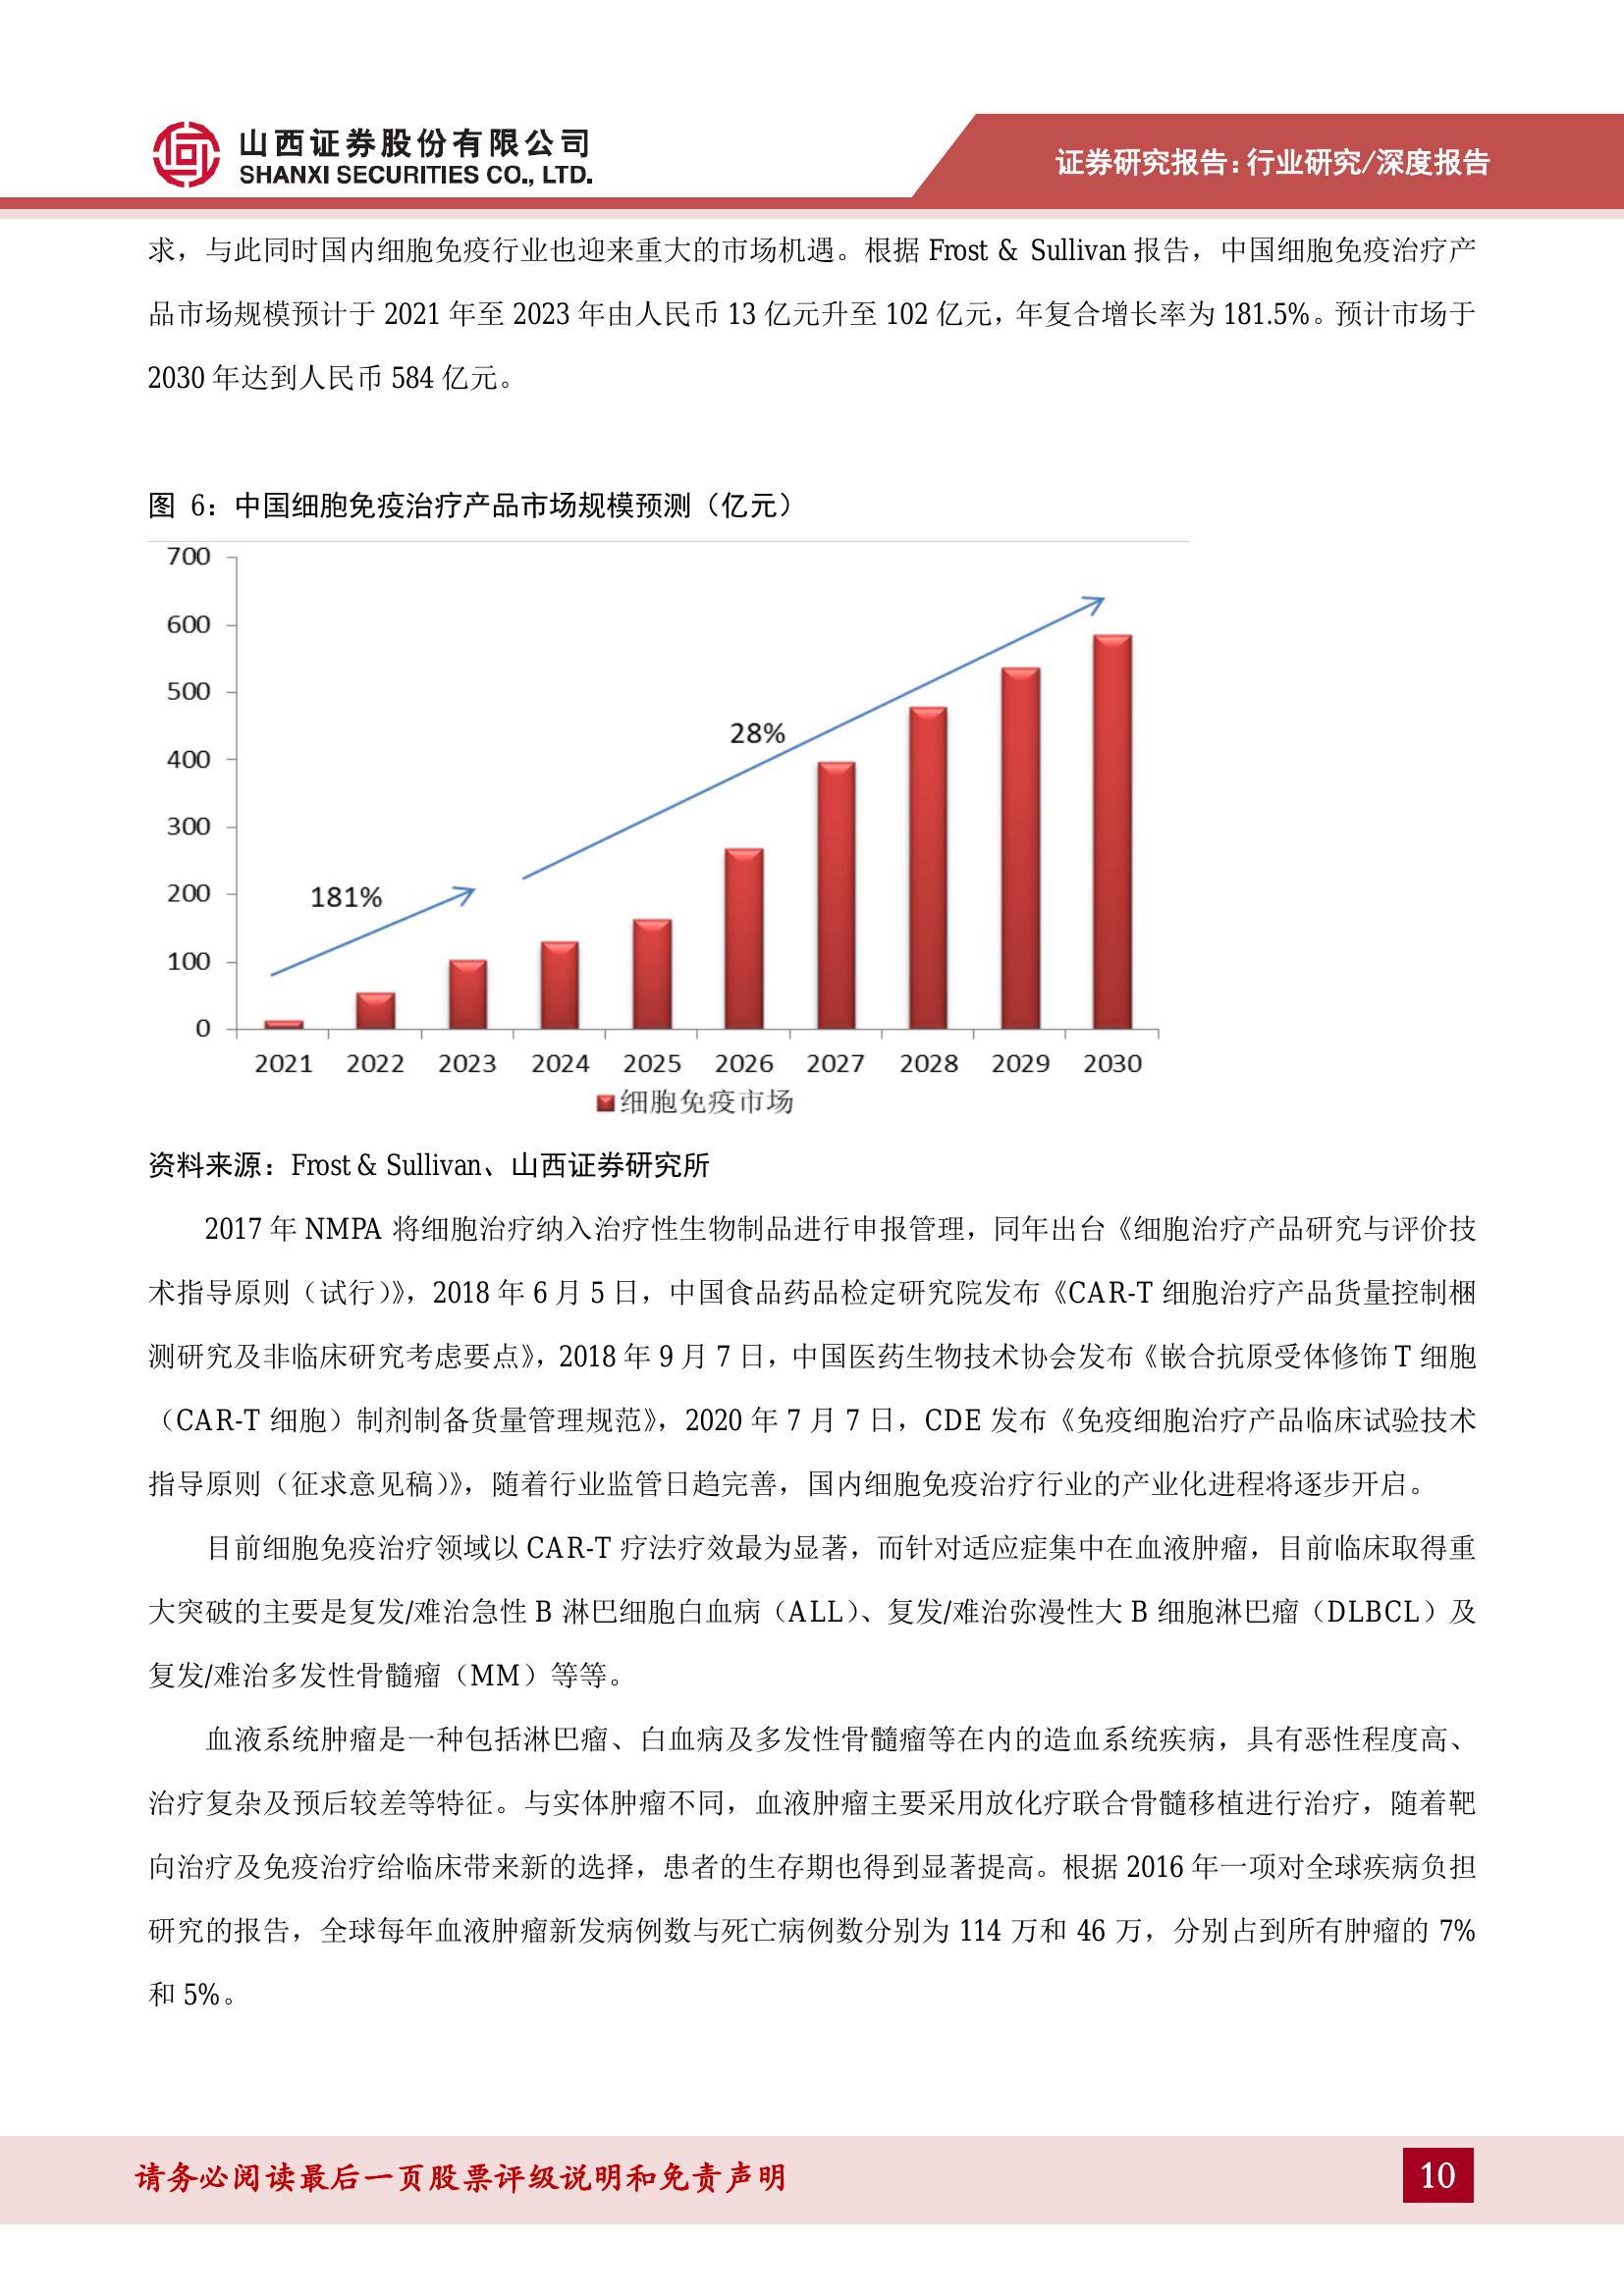 山西证券股份有限公司
SHANXI SECURITIES CO., LTD.
证券研究报告：行业研究/深度报告
求，与此同时国内细胞免疫行业也迎来重大的市场机遇。根据 Frost & Sullivan 报告，中国细胞免疫治疗产
品市场规模预计于 2021 年至 2023 年由人民币 13 亿元升至 102 亿元，年复合增长率为 181.5%。预计市场于
2030 年达到人民币 584 亿元。
图 6：中国细胞免疫治疗产品市场规模预测（亿元）
700
600
500
400
300
200
100
0
181%
28%
2021 2022 2023 2024 2025 2026 2027 2028 2029 2030
细胞免疫市场
资料来源：Frost & Sullivan、山西证券研究所
2017 年 NMPA 将细胞治疗纳入治疗性生物制品进行申报管理，同年出台《细胞治疗产品研究与评价技
术指导原则（试行）》，2018 年 6 月 5 日，中国食品药品检定研究院发布《CAR-T 细胞治疗产品货量控制梱
测研究及非临床研究考虑要点》，2018 年 9 月 7 日，中国医药生物技术协会发布《嵌合抗原受体修饰 T 细胞
（CAR-T 细胞）制剂制备货量管理规范》，2020 年 7 月 7 日，CDE 发布《免疫细胞治疗产品临床试验技术
指导原则（征求意见稿）》，随着行业监管日趋完善，国内细胞免疫治疗行业的产业化进程将逐步开启。
目前细胞免疫治疗领域以 CAR-T 疗法疗效最为显著，而针对适应症集中在血液肿瘤，目前临床取得重
大突破的主要是复发/难治急性 B 淋巴细胞白血病（ALL）、复发/难治弥漫性大 B 细胞淋巴瘤（DLBCL）及
复发/难治多发性骨髓瘤（MM）等等。
血液系统肿瘤是一种包括淋巴瘤、白血病及多发性骨髓瘤等在内的造血系统疾病，具有恶性程度高、
治疗复杂及预后较差等特征。与实体肿瘤不同，血液肿瘤主要采用放化疗联合骨髓移植进行治疗，随着靶
向治疗及免疫治疗给临床带来新的选择，患者的生存期也得到显著提高。根据 2016 年一项对全球疾病负担
研究的报告，全球每年血液肿瘤新发病例数与死亡病例数分别为 114 万和 46 万，分别占到所有肿瘤的 7%
和 5%。
请务必阅读最后一页股票评级说明和免责声明
10